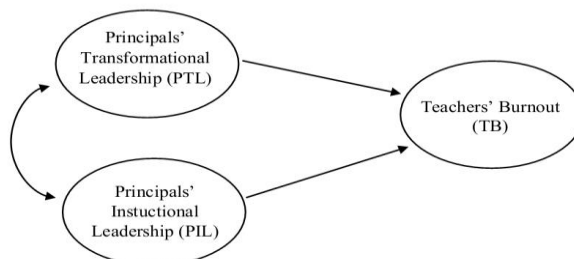 Principals’
Transformational
Leadership (PTL)
Teachers’ Burnout
(TB)
Principals’
Instuctional
Leadership (PIL)